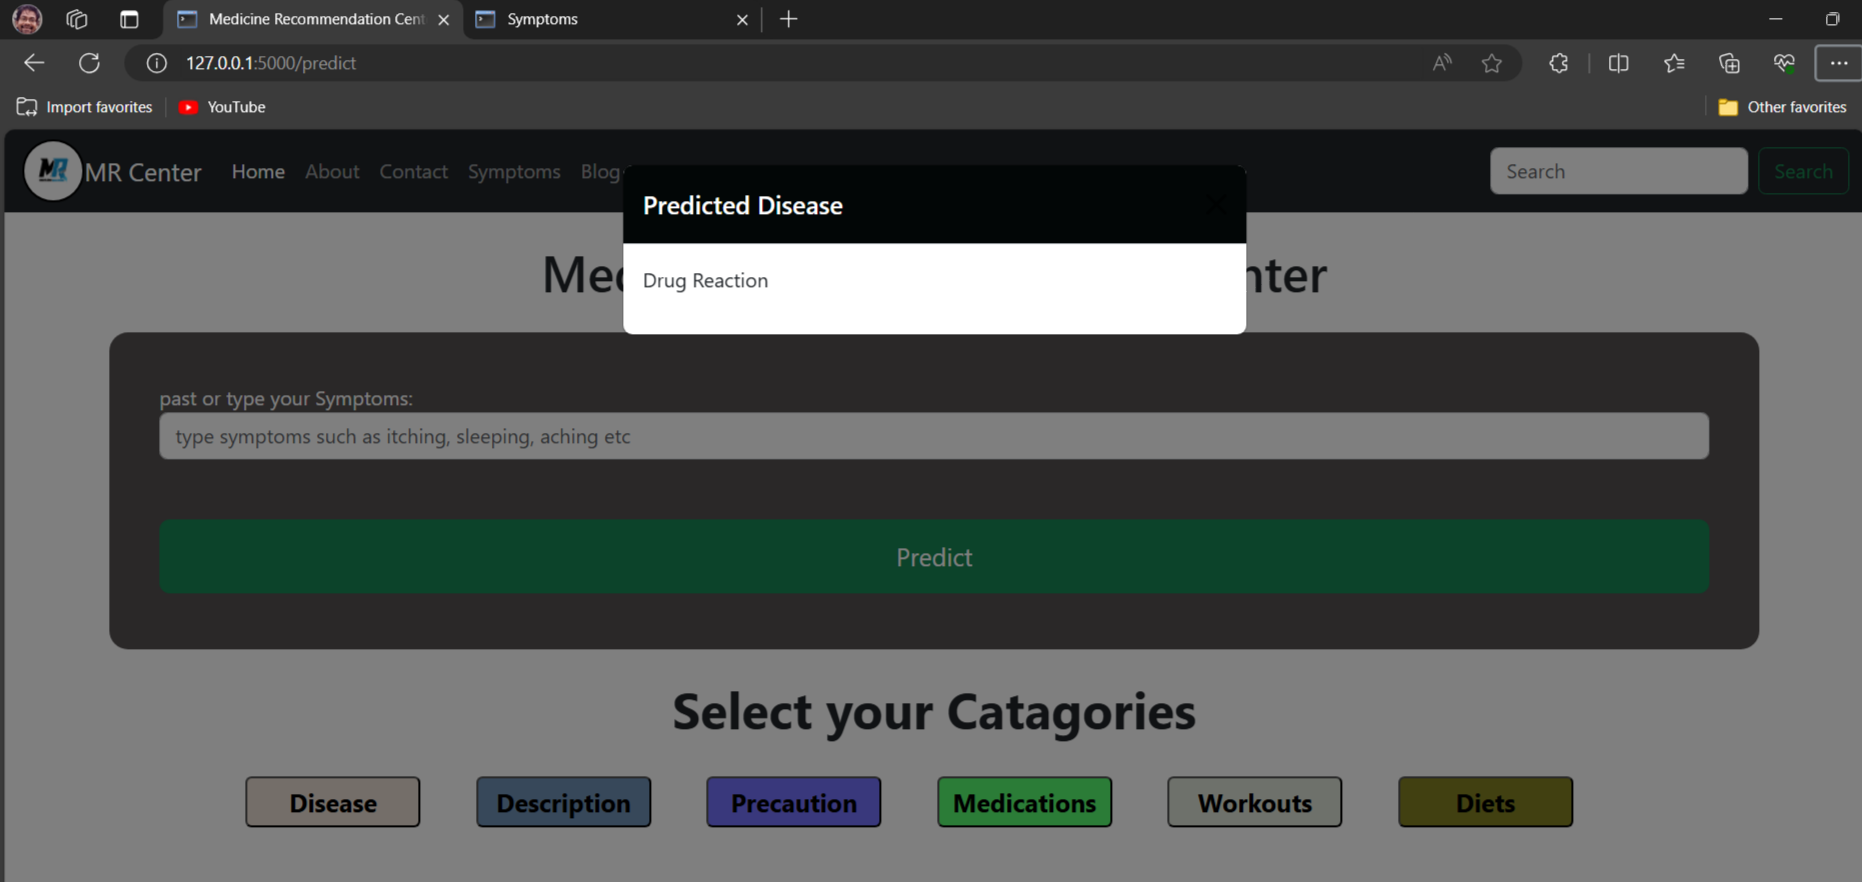 Medicine Recommendation Cent
Symptoms
127.0.0.1:5000/predict
Import favorites
YouTube
Other favorites
MR
MR Center
Home
About
Contact
Symptoms
Blog
Search
Search
Predicted Disease
Med
nter
Drug Reaction
past or type your Symptoms:
type symptoms such as itching, sleeping, aching etc
Predict
Select your Catagories
Disease
Description
Precaution
Medications
Workouts
Diets